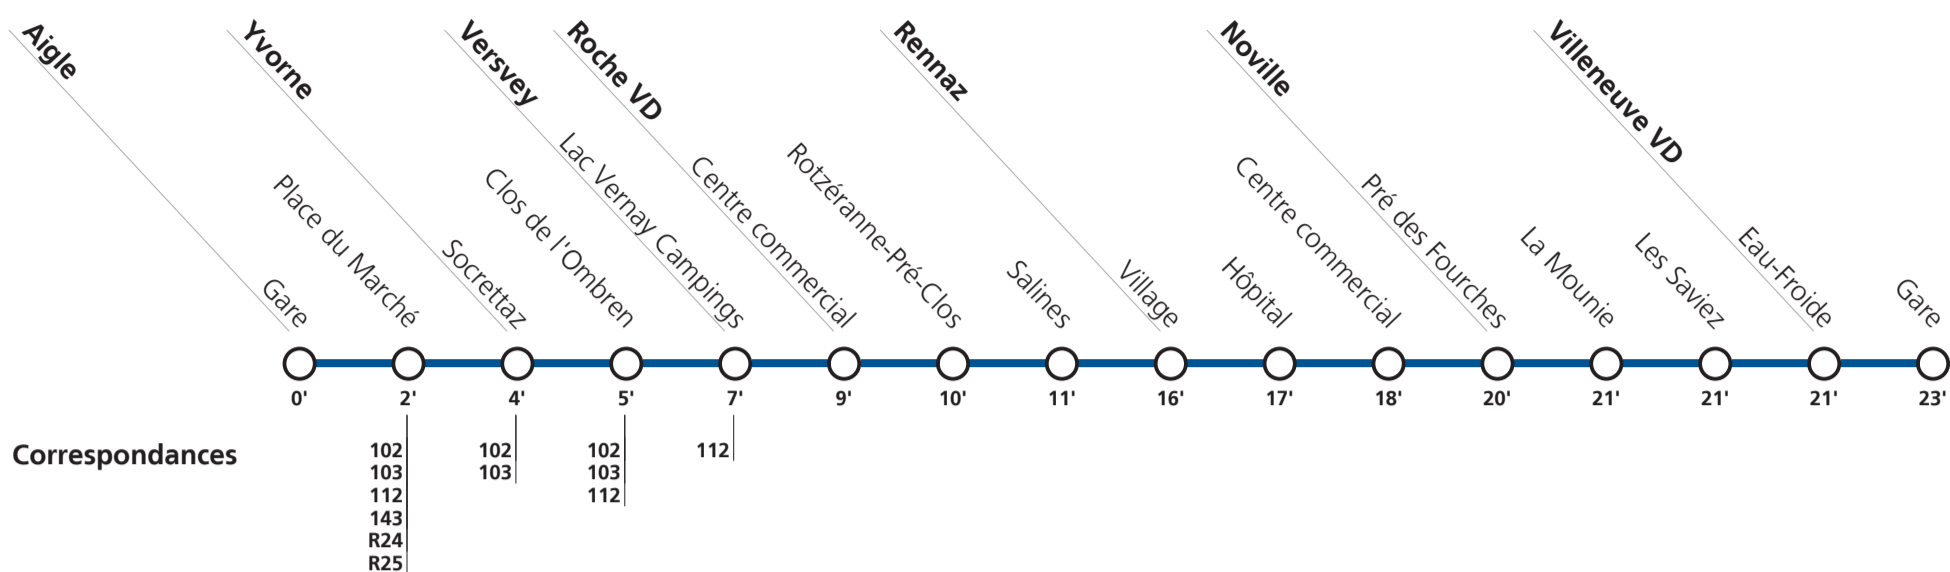 Aigle
Yvorne
Versvey
Roche VD
Rennaz
Noville
Villeneuve VD
Gare
Place du Marché
Socrettaz
Clos de l'Ombren
Lac Vernay Campings
Centre commercial
Rotzéranne-Pré-Clos
Salines
Village
Hôpital
Centre commercial
Pré des Fourches
La Mounie
Les Saviez
Eau-Froide
Gare
0' 2' 4' 5' 7' 9' 10' 11' 16' 17' 18' 20' 21' 21' 21' 23'
Correspondances
102 102 102 112
103 103 103
112 112
143
R24
R25